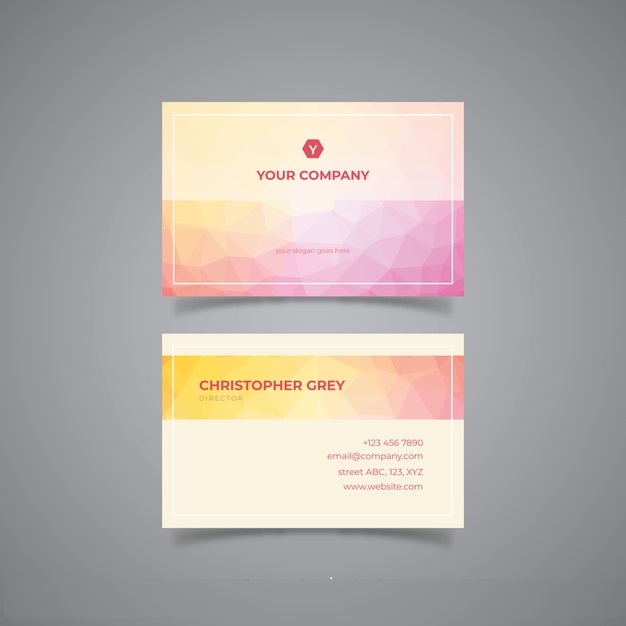 Y
YOUR COMPANY
your slogan goes here
CHRISTOPHER GREY
DIRECTOR
+123 456 7890
email@company.com
street ABC, 123, XYZ
www.website.com